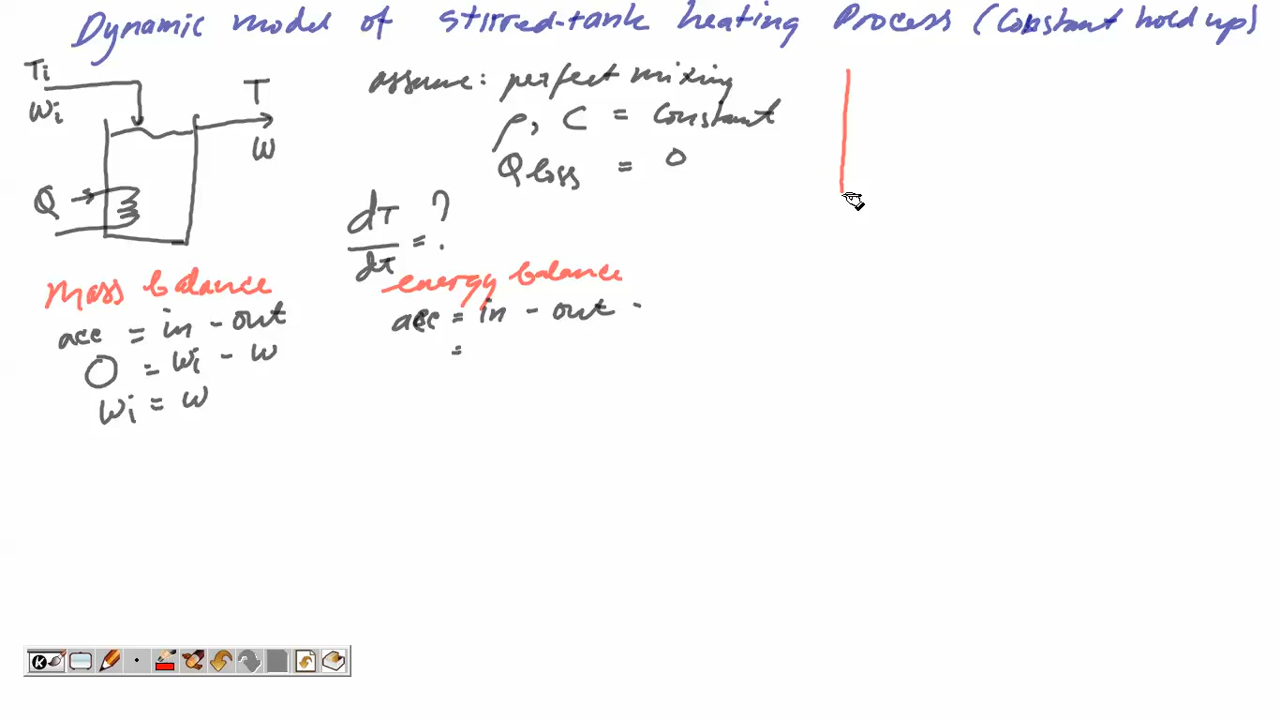 Dynamic model of stirred-tank heating Process (Constant hold up)
Ti
Wi
T
W
Q
assume: perfect mixing
ρ, C = Constant
Q loss = 0
dT/dt = ?
Mass balance
acc = in - out
0 = wi - w
wi = w
energy balance
acc = in - out -
=
K